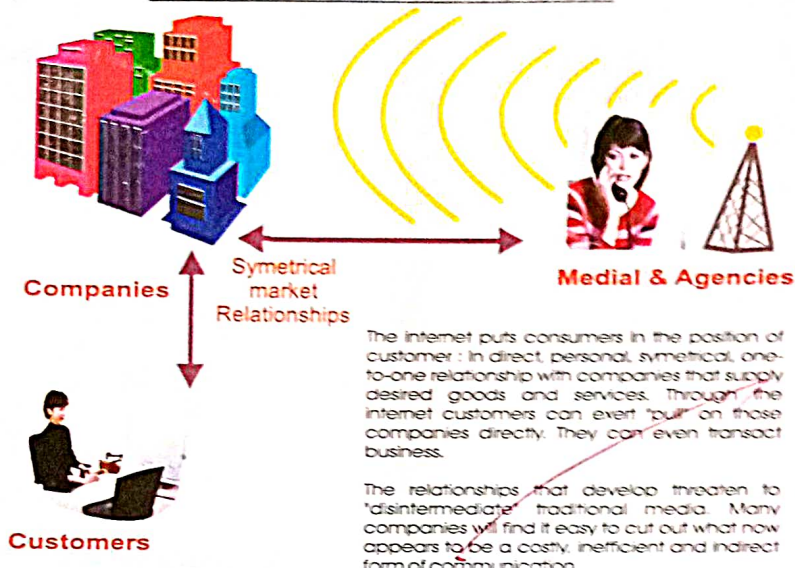 Companies
Symetrical
market
Relationships
Medial & Agencies
Customers
The internet puts consumers in the position of
customer : In direct, personal, symetrical, one-
to-one relationship with companies that supply
desired goods and services. Through the
internet customers can exert "pull" on those
companies directly. They can even transact
business.
The relationships that develop threaten to
"disintermediate" traditional media. Many
companies will find it easy to cut out what now
appears to be a costly, inefficient and indirect
form of communication